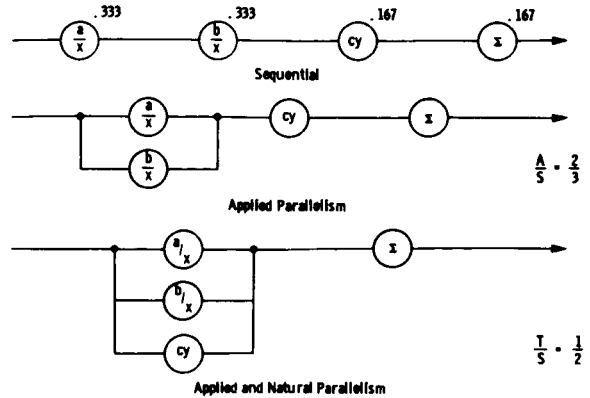 .333 .333 .167 .167
a/x b/x cy Σ
Sequential
a/x cy Σ
b/x
A/S - 2/3
Applied Parallelism
a/x Σ
b/x
cy
T/S - 1/2
Applied and Natural Parallelism